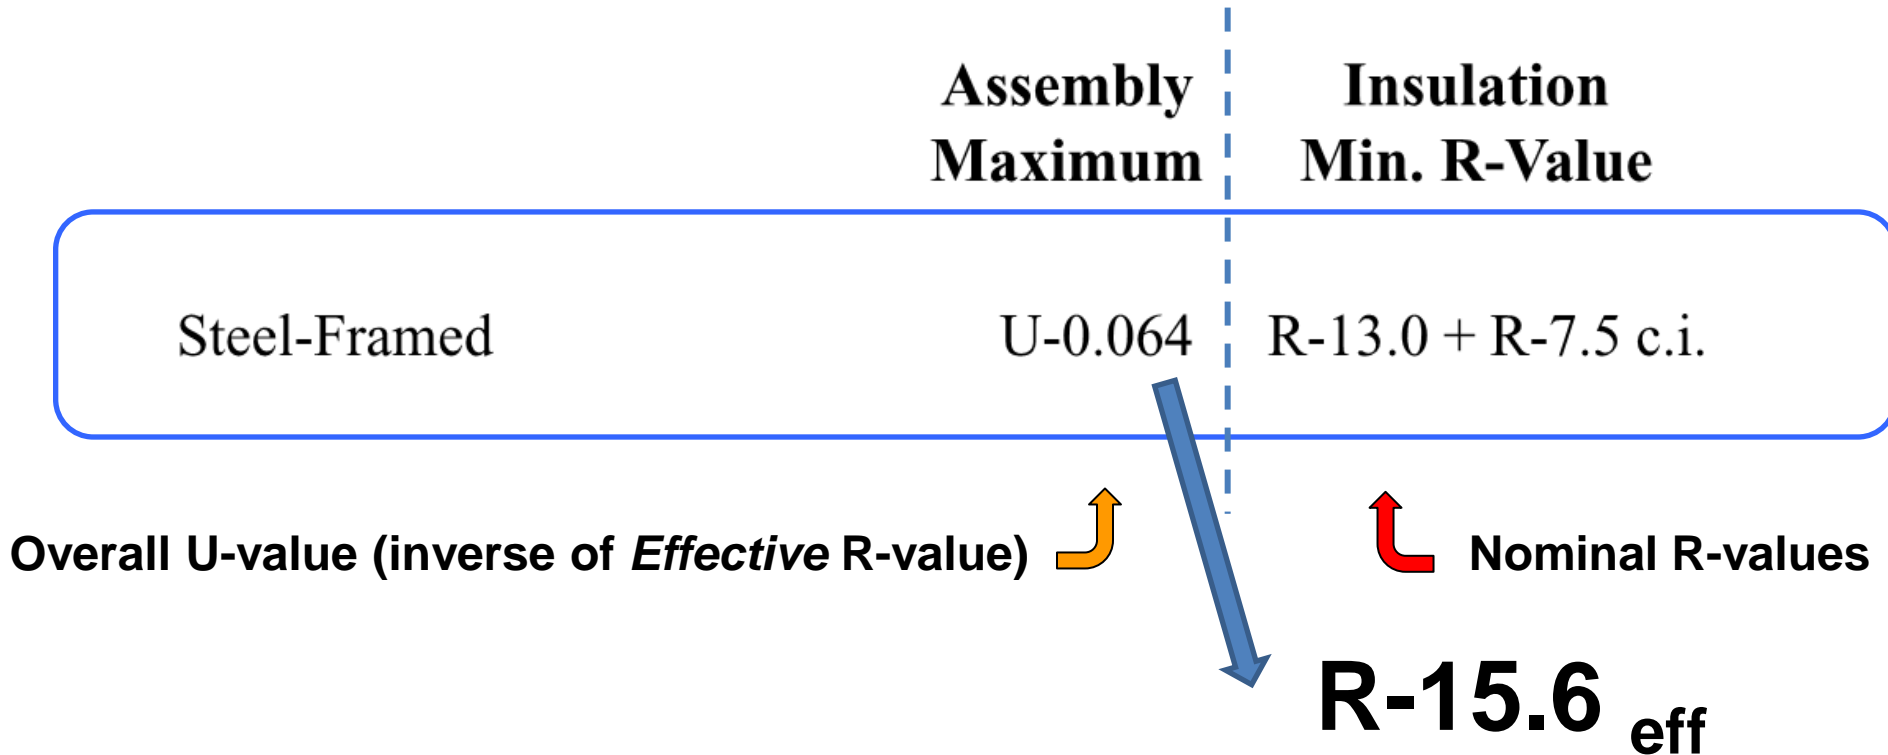 Assembly
Maximum
Insulation
Min. R-Value
Steel-Framed U-0.064 R-13.0 + R-7.5 c.i.
Overall U-value (inverse of Effective R-value)
Nominal R-values
R-15.6 eff